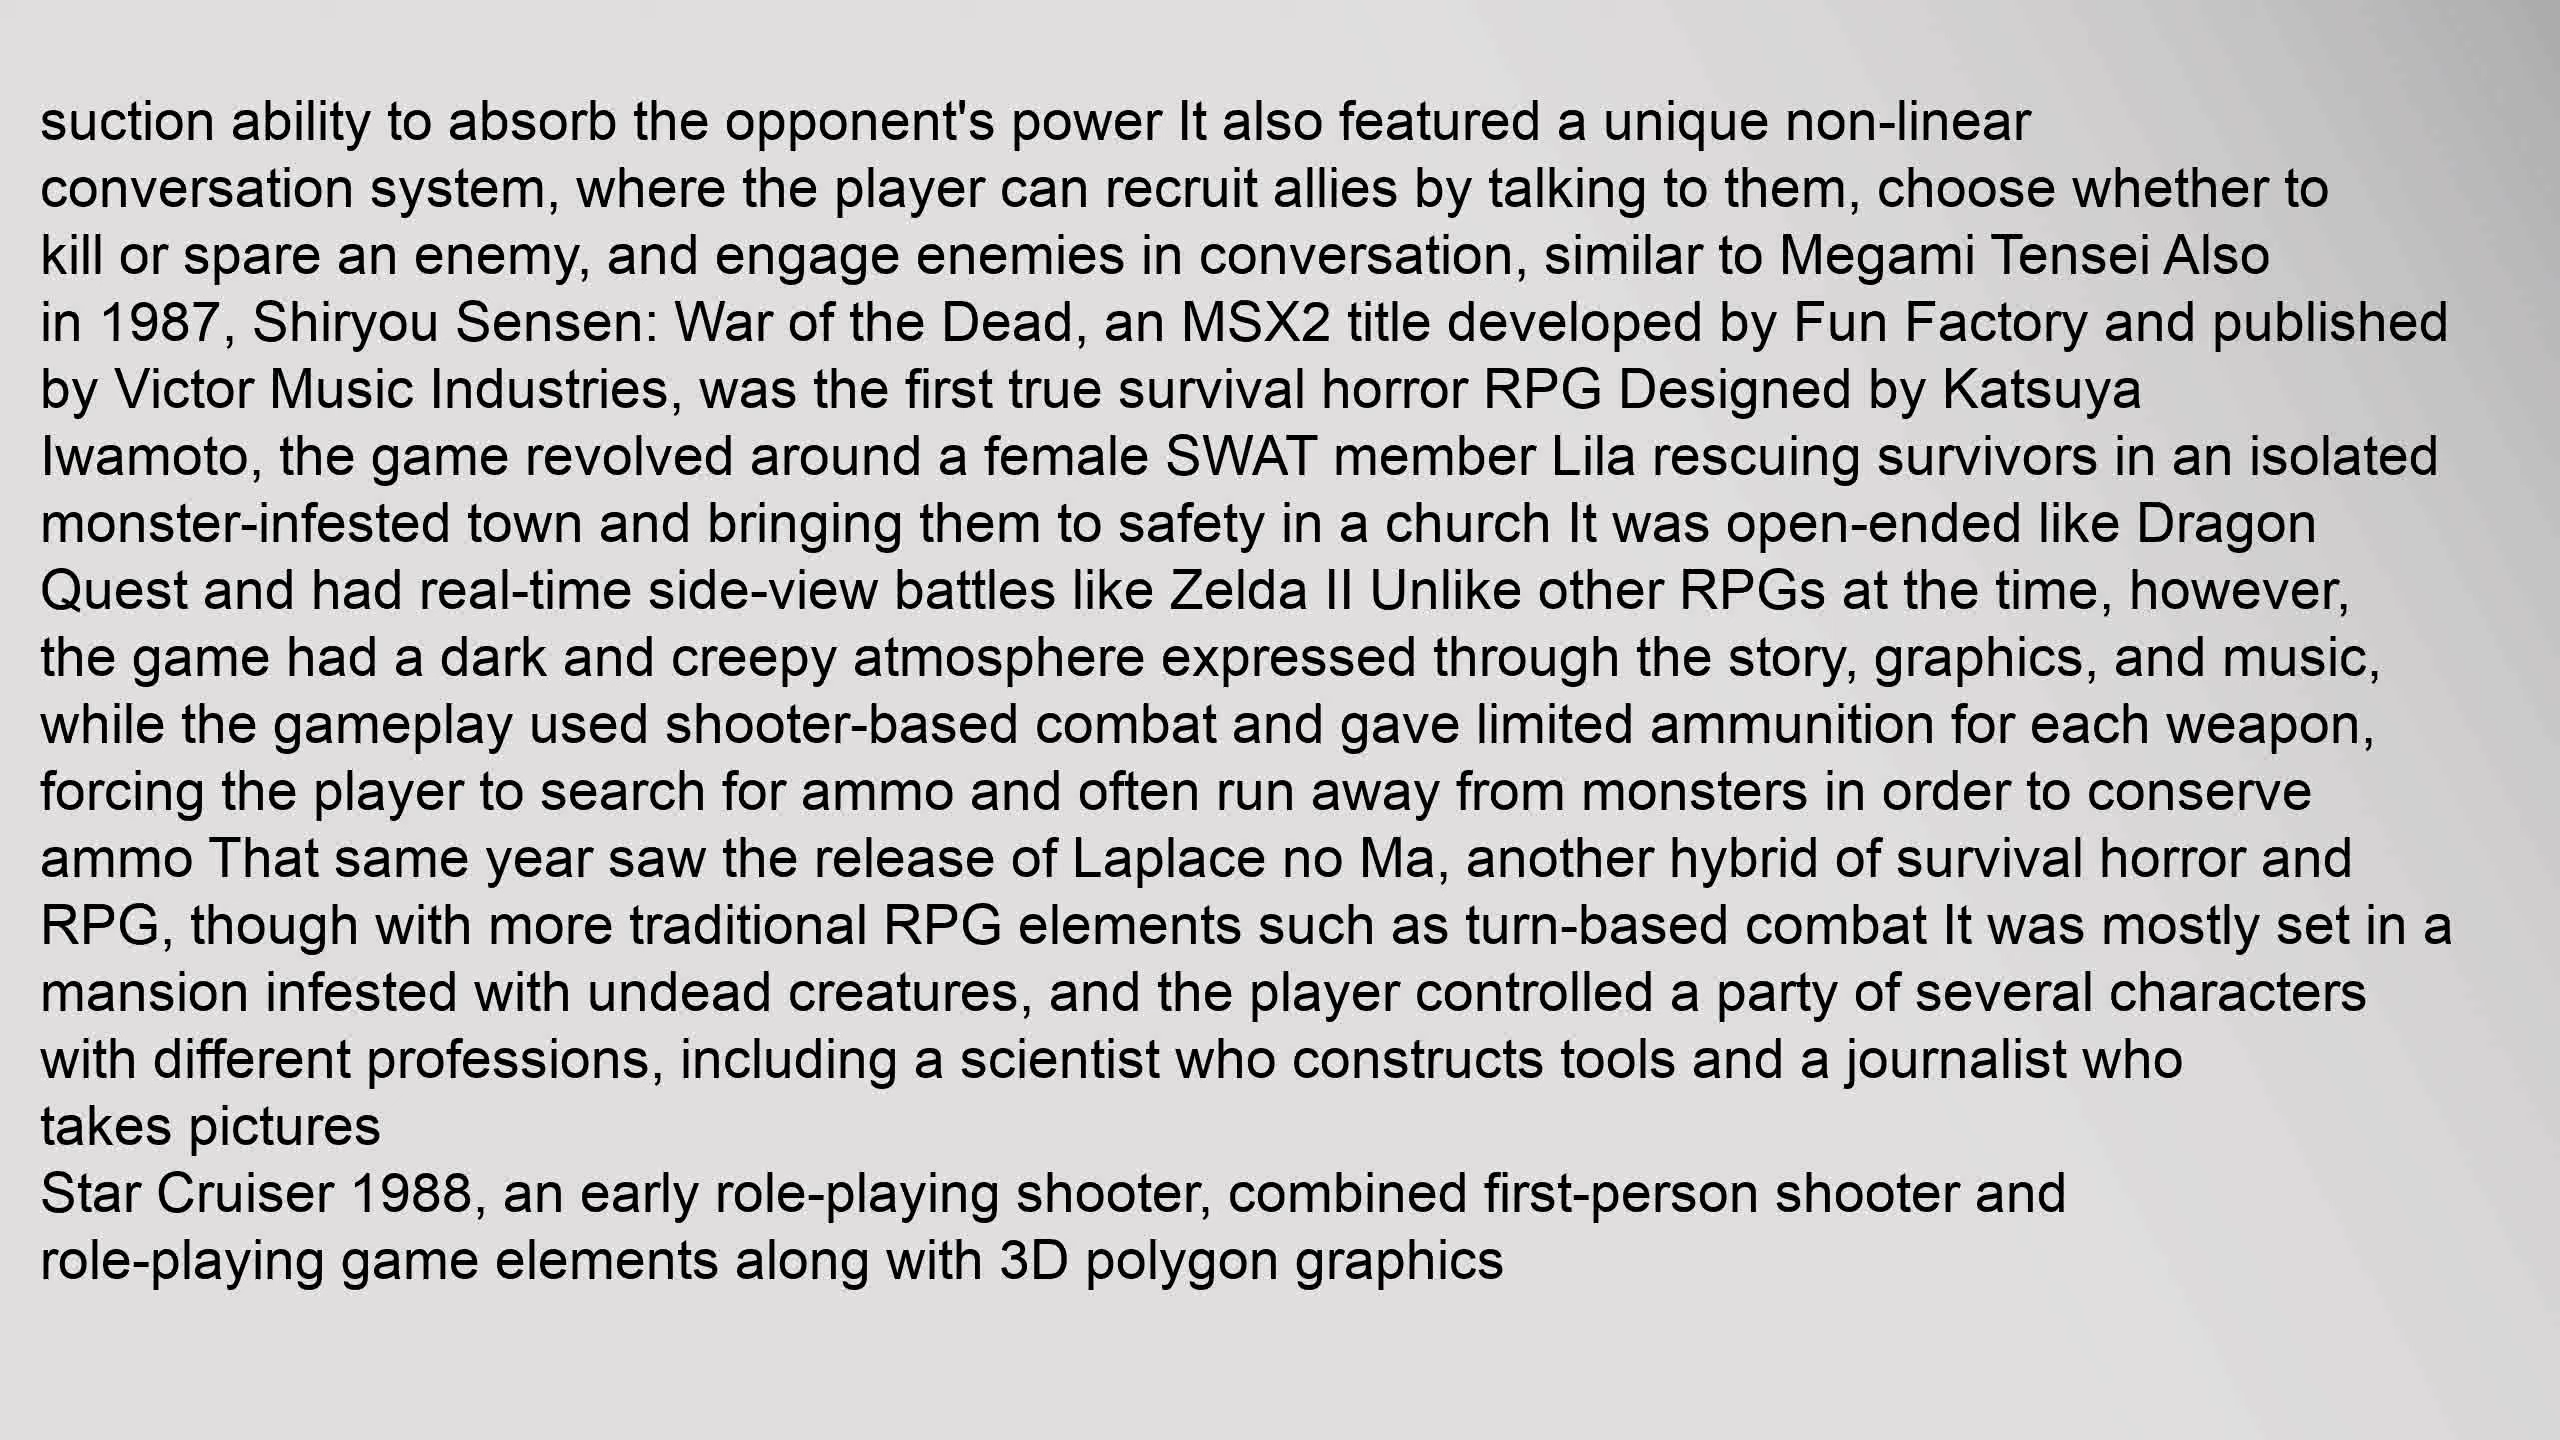 suction ability to absorb the opponent's power It also featured a unique non-linear
conversation system, where the player can recruit allies by talking to them, choose whether to
kill or spare an enemy, and engage enemies in conversation, similar to Megami Tensei Also
in 1987, Shiryou Sensen: War of the Dead, an MSX2 title developed by Fun Factory and published
by Victor Music Industries, was the first true survival horror RPG Designed by Katsuya
Iwamoto, the game revolved around a female SWAT member Lila rescuing survivors in an isolated
monster-infested town and bringing them to safety in a church It was open-ended like Dragon
Quest and had real-time side-view battles like Zelda II Unlike other RPGs at the time, however,
the game had a dark and creepy atmosphere expressed through the story, graphics, and music,
while the gameplay used shooter-based combat and gave limited ammunition for each weapon,
forcing the player to search for ammo and often run away from monsters in order to conserve
ammo That same year saw the release of Laplace no Ma, another hybrid of survival horror and
RPG, though with more traditional RPG elements such as turn-based combat It was mostly set in a
mansion infested with undead creatures, and the player controlled a party of several characters
with different professions, including a scientist who constructs tools and a journalist who
takes pictures
Star Cruiser 1988, an early role-playing shooter, combined first-person shooter and
role-playing game elements along with 3D polygon graphics